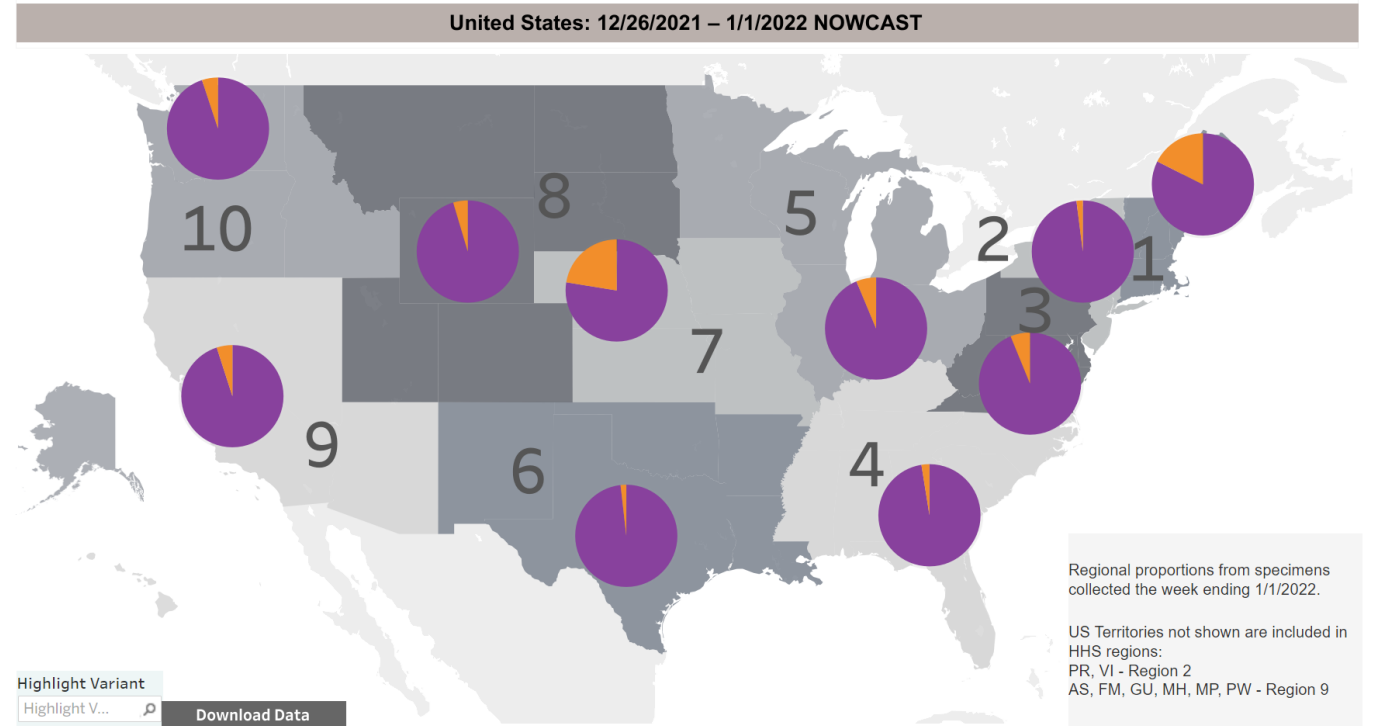 United States: 12/26/2021 – 1/1/2022 NOWCAST
8
5
10
2
1
3
7
9
6
4
Regional proportions from specimens
collected the week ending 1/1/2022.
US Territories not shown are included in
HHS regions:
PR, VI - Region 2
AS, FM, GU, MH, MP, PW - Region 9
Highlight Variant
Highlight V...
Download Data